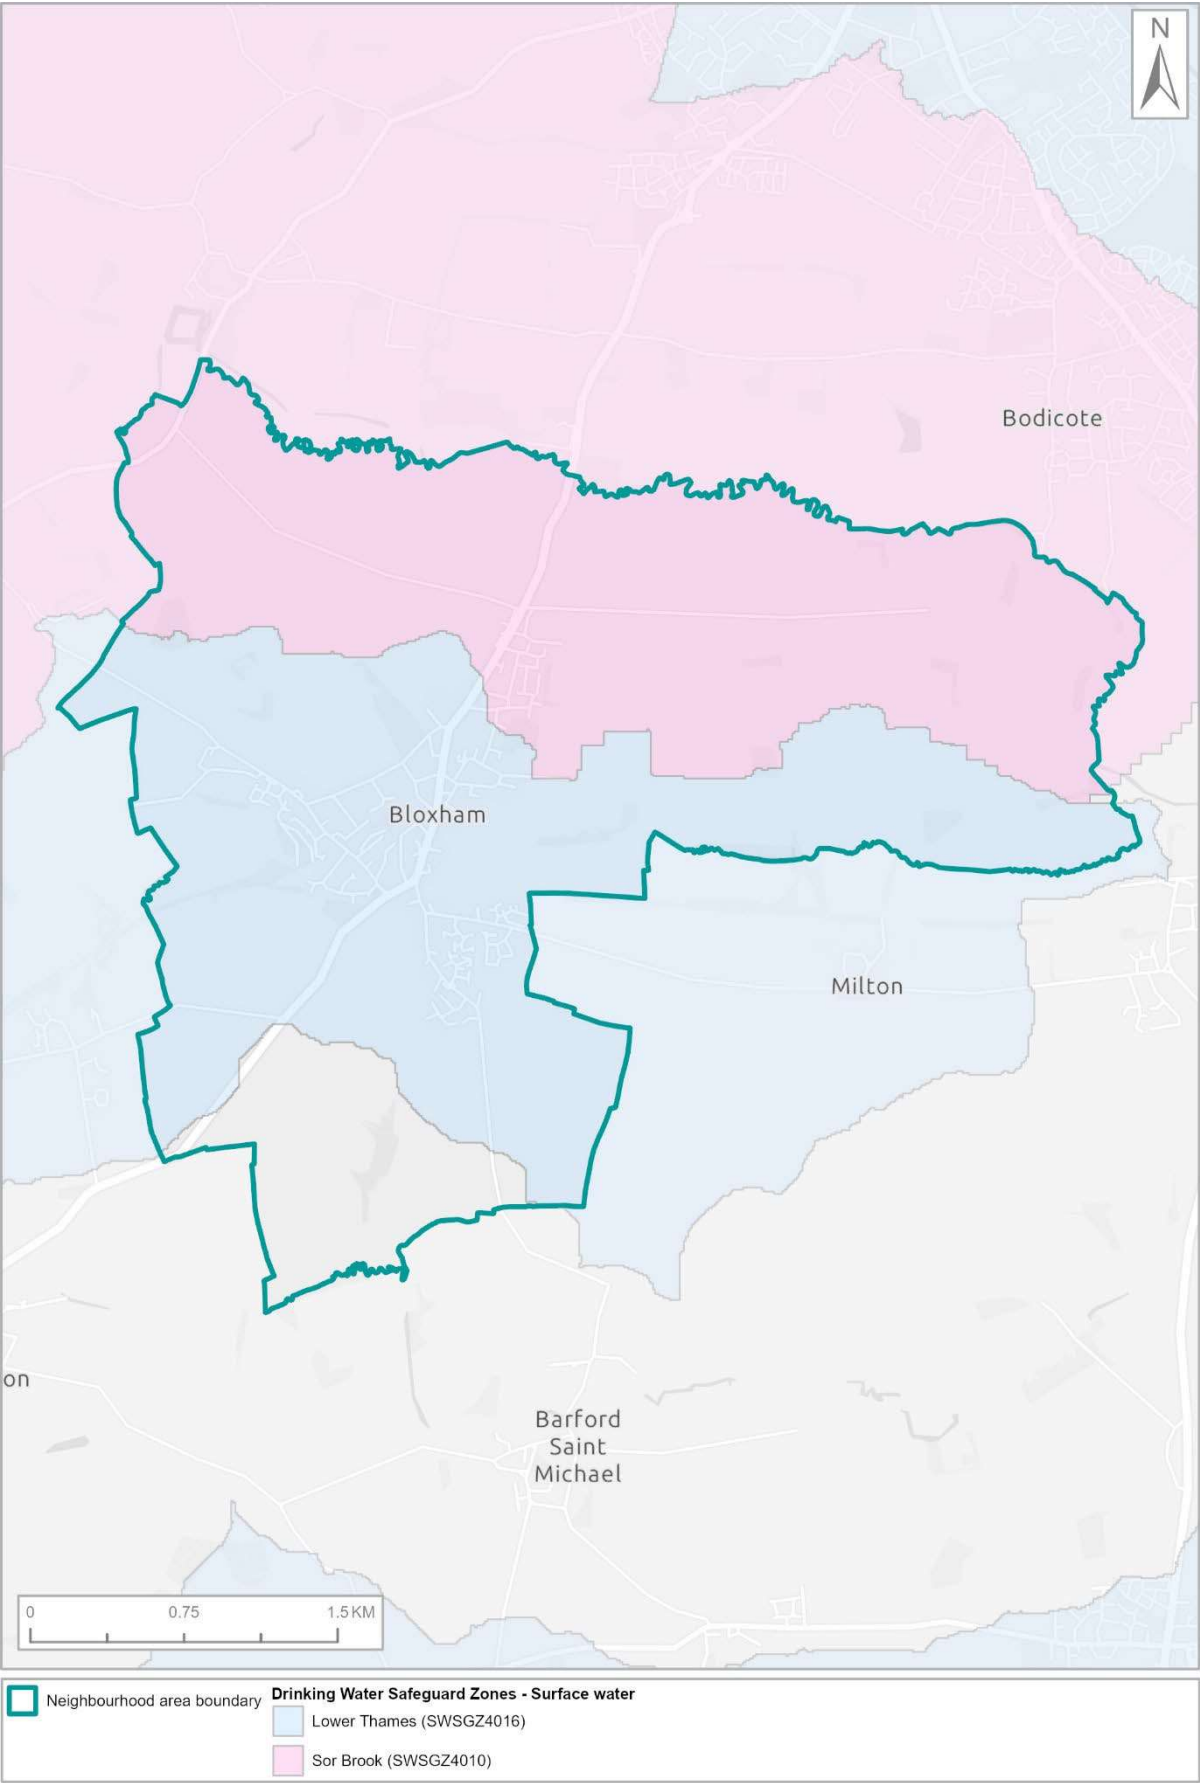 N
Bodicote
Bloxham
Milton
on
Barford
Saint
Michael
0 0.75 1.5 KM
Neighbourhood area boundary
Drinking Water Safeguard Zones - Surface water
Lower Thames (SWSGZ4016)
Sor Brook (SWSGZ4010)